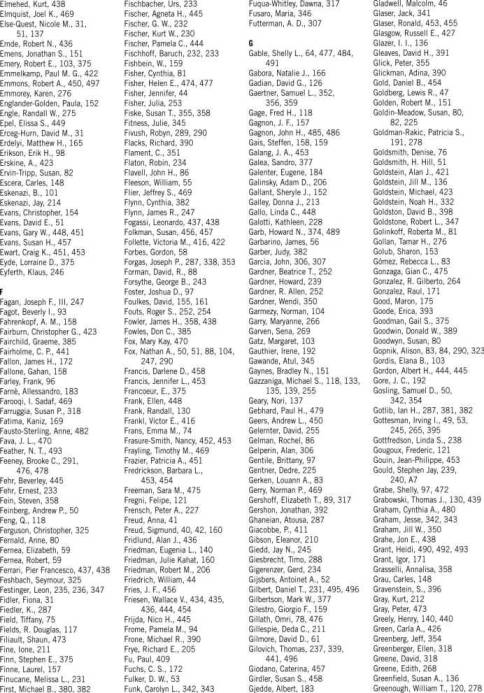 Elmehed, Kurt, 438
Elmquist, Joel K., 469
Else-Quest, Nicole M., 31,
51, 137
Emde, Robert N., 436
Emens, Jonathan S., 151
Emery, Robert E., 103, 375
Emmelkamp, Paul M. G., 422
Emmons, Robert A., 450, 497
Emmorey, Karen, 276
Englander-Golden, Paula, 152
Engle, Randall W., 275
Epel, Elissa S., 449
Erceg-Hurn, David M., 31
Erdelyi, Matthew H., 165
Erikson, Erik H., 98
Erskine, A., 423
Ervin-Tripp, Susan, 82
Escera, Carles, 148
Eskenazi, B., 101
Eskenazi, Jay, 214
Evans, Christopher, 154
Evans, David E., 51
Evans, Gary W., 448, 451
Evans, Susan H., 457
Ewart, Craig K., 451, 453
Eyde, Lorraine D., 375
Eyferth, Klaus, 246
F
Fagan, Joseph F., III, 247
Fagot, Beverly I., 93
Fahrenkopf, A. M., 158
Fairburn, Christopher G., 423
Fairchild, Graeme, 385
Fairholme, C. P., 441
Fallon, James H., 172
Fallone, Gahan, 158
Farley, Frank, 96
Farnè, Allessandro, 183
Farooqi, I. Sadaf, 469
Farruggia, Susan P., 318
Fatima, Kaniz, 169
Fausto-Sterling, Anne, 482
Fava, J. L., 470
Feather, N. T., 493
Feeney, Brooke C., 291,
476, 478
Fehr, Beverly, 445
Fehr, Ernest, 233
Fein, Steven, 358
Feinberg, Andrew P., 50
Feng, Q., 118
Ferguson, Christopher, 325
Fernald, Anne, 80
Fernea, Elizabeth, 59
Fernea, Robert, 59
Ferrari, Pier Francesco, 437, 438
Feshbach, Seymour, 325
Festinger, Leon, 235, 236, 347
Fidler, Fiona, 31
Fiedler, K., 287
Field, Tiffany, 75
Fields, R. Douglas, 117
Filiault, Shaun, 473
Fine, Ione, 211
Finn, Stephen E., 375
Finne, Laurel, 157
Finucane, Melissa L., 231
First, Michael B., 380, 382
Fischbacher, Urs, 233
Fischer, Agneta H., 445
Fischer, G. W., 232
Fischer, Kurt W., 230
Fischer, Pamela C., 444
Fischhoff, Baruch, 232, 233
Fishbein, W., 159
Fisher, Cynthia, 81
Fisher, Helen E., 474, 477
Fisher, Jennifer, 44
Fisher, Julia, 253
Fiske, Susan T., 355, 358
Fitness, Julie, 345
Fivush, Robyn, 289, 290
Flacks, Richard, 390
Flament, C., 351
Flaton, Robin, 234
Flavell, John H., 86
Fleeson, William, 55
Flier, Jeffrey S., 469
Flynn, Cynthia, 382
Flynn, James R., 247
Fogassi, Leonardo, 437, 438
Folkman, Susan, 456, 457
Follette, Victoria M., 416, 422
Forbes, Gordon, 58
Forgas, Joseph P., 287, 338, 353
Forman, David, R., 88
Forsythe, George B., 243
Foster, Joshua D., 97
Foulkes, David, 155, 161
Fouts, Roger S., 252, 254
Fowler, James H., 358, 438
Fowles, Don C., 385
Fox, Mary Kay, 470
Fox, Nathan A., 50, 51, 88, 104,
247, 290
Francis, Darlene D., 458
Francis, Jennifer L., 453
Francoeur, E., 375
Frank, Ellen, 448
Frank, Randall, 130
Frankl, Victor E., 416
Frans, Emma M., 74
Frasure-Smith, Nancy, 452, 453
Frayling, Timothy M., 469
Frazier, Patricia A., 451
Fredrickson, Barbara L.,
453, 454
Freeman, Sara M., 475
Fregni, Felipe, 121
Frensch, Peter A., 227
Freud, Anna, 41
Freud, Sigmund, 40, 42, 160
Fridlund, Alan J., 436
Friedman, Eugenia L., 140
Friedman, Julie Kahat, 160
Friedman, Robert M., 206
Friedrich, William, 44
Fries, J. F., 456
Friesen, Wallace V., 434, 435,
436, 444, 454
Frijda, Nico H., 445
Frome, Pamela M., 94
Frone, Michael R., 390
Frye, Richard E., 205
Fu, Paul, 409
Fuchs, C. S., 172
Fulker, D. W., 53
Funk, Carolyn L., 342, 343
Fuqua-Whitley, Dawna, 317
Fusaro, Maria, 346
Futterman, A. D., 307
G
Gable, Shelly L., 64, 477, 484,
491
Gabora, Natalie J., 166
Gadian, David G., 126
Gaertner, Samuel L., 352,
356, 359
Gage, Fred H., 118
Gagnon, J. F., 157
Gagnon, John H., 485, 486
Gais, Steffen, 158, 159
Galang, J. A., 453
Galea, Sandro, 377
Galenter, Eugene, 184
Galinsky, Adam D., 206
Gallant, Sheryle J., 152
Galley, Donna J., 213
Gallo, Linda C., 448
Galotti, Kathleen, 228
Garb, Howard N., 374, 489
Garbarino, James, 56
Garber, Judy, 382
Garcia, John, 306, 307
Gardner, Beatrice T., 252
Gardner, Howard, 239
Gardner, R. Allen, 252
Gardner, Wendi, 350
Garmezy, Norman, 104
Garry, Maryanne, 266
Garven, Sena, 269
Gatz, Margaret, 103
Gauthier, Irene, 192
Gawande, Atul, 345
Gaynes, Bradley N., 151
Gazzaniga, Michael S., 118, 133,
135, 139, 255
Geary, Nori, 137
Gebhard, Paul H., 479
Geers, Andrew L., 450
Gelernter, David, 255
Gelman, Rochel, 86
Gelperin, Alan, 306
Gentile, Brittany, 97
Gentner, Dedre, 225
Gerken, Louann A., 83
Gerry, Norman P., 469
Gershoff, Elizabeth T., 89, 317
Gershon, Jonathan, 392
Ghaneian, Atousa, 287
Giacobbe, P., 411
Gibson, Eleanor, 210
Giedd, Jay N., 245
Giesbrecht, Timo, 288
Gigerenzer, Gerd, 234
Gijsbers, Antoinet A., 52
Gilbert, Daniel T., 231, 495, 496
Gilbertson, Mark W., 377
Gilestro, Giorgio F., 159
Gillath, Omri, 78, 476
Gillespie, Deda C., 211
Gilmore, David D., 61
Gilovich, Thomas, 237, 339,
441, 496
Giodano, Caterina, 457
Girdler, Susan S., 458
Gjedde, Albert, 183
Gladwell, Malcolm, 46
Glaser, Jack, 341
Glaser, Ronald, 453, 455
Glasgow, Russell E., 427
Glazer, I. I., 136
Gleaves, David H., 391
Glick, Peter, 355
Glickman, Adina, 390
Gold, Daniel B., 454
Goldberg, Lewis R., 47
Golden, Robert M., 151
Goldin-Meadow, Susan, 80,
82, 225
Goldman-Rakic, Patricia S.,
191, 278
Goldsmith, Denise, 76
Goldsmith, H. Hill, 51
Goldstein, Alan J., 421
Goldstein, Jill M., 136
Goldstein, Michael, 423
Goldstein, Noah H., 332
Goldston, David B., 398
Goldstone, Robert L., 347
Golinkoff, Roberta M., 81
Gollan, Tamar H., 276
Golub, Sharon, 153
Gómez, Rebecca L., 83
Gonzaga, Gian C., 475
Gonzalez, R. Gilberto, 264
Gonzalez, Raul, 171
Good, Maron, 175
Goode, Erica, 393
Goodman, Gail S., 375
Goodwin, Donald W., 389
Goodwyn, Susan, 80
Gopnik, Alison, 83, 84, 290, 323
Gordis, Elana B., 103
Gordon, Albert H., 444, 445
Gore, J. C., 192
Gosling, Samuel D., 50,
342, 354
Gotlib, Ian H., 287, 381, 382
Gottesman, Irving I., 49, 53,
245, 265, 395
Gottfredson, Linda S., 238
Gougoux, Frederic, 121
Gouin, Jean-Philippe, 453
Gould, Stephen Jay, 239,
240, A7
Grabe, Shelly, 97, 472
Grabowski, Thomas J., 130, 439
Graham, Cynthia A., 480
Graham, Jesse, 342, 343
Graham, Jill W., 350
Grahe, Jon E., 438
Grant, Heidi, 490, 492, 493
Grant, Igor, 171
Grasselli, Annalisa, 358
Grau, Carles, 148
Gravenstein, S., 396
Gray, Kurt, 212
Gray, Peter, 473
Greely, Henry, 140, 440
Green, Carla A., 426
Greenberg, Jeff, 354
Greenberger, Ellen, 318
Greene, David, 318
Greene, Edith, 268
Greenfield, Susan A., 136
Greenough, William T., 120, 278